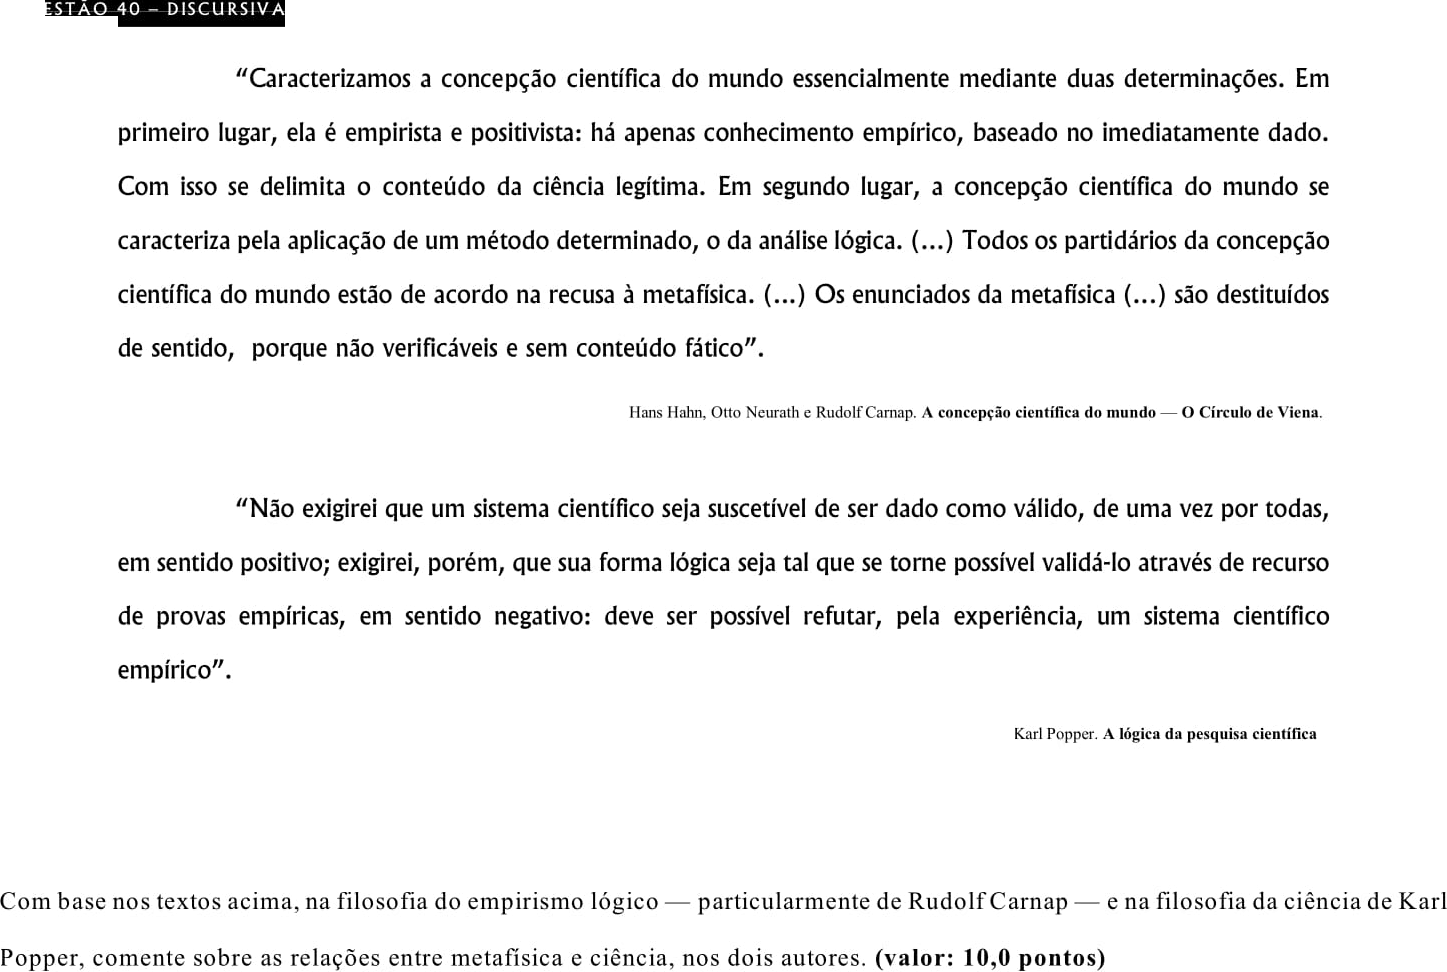 ESTÃO 40 – DISCURSIVA
“Caracterizamos a concepção científica do mundo essencialmente mediante duas determinações. Em
primeiro lugar, ela é empirista e positivista: há apenas conhecimento empírico, baseado no imediatamente dado.
Com isso se delimita o conteúdo da ciência legítima. Em segundo lugar, a concepção científica do mundo se
caracteriza pela aplicação de um método determinado, o da análise lógica. (...) Todos os partidários da concepção
científica do mundo estão de acordo na recusa à metafísica. (...) Os enunciados da metafísica (...) são destituídos
de sentido, porque não verificáveis e sem conteúdo fático”.
Hans Hahn, Otto Neurath e Rudolf Carnap. A concepção científica do mundo — O Círculo de Viena.
“Não exigirei que um sistema científico seja suscetível de ser dado como válido, de uma vez por todas,
em sentido positivo; exigirei, porém, que sua forma lógica seja tal que se torne possível validá-lo através de recurso
de provas empíricas, em sentido negativo: deve ser possível refutar, pela experiência, um sistema científico
empírico”.
Karl Popper. A lógica da pesquisa científica
Com base nos textos acima, na filosofia do empirismo lógico — particularmente de Rudolf Carnap — e na filosofia da ciência de Karl
Popper, comente sobre as relações entre metafísica e ciência, nos dois autores. (valor: 10,0 pontos)